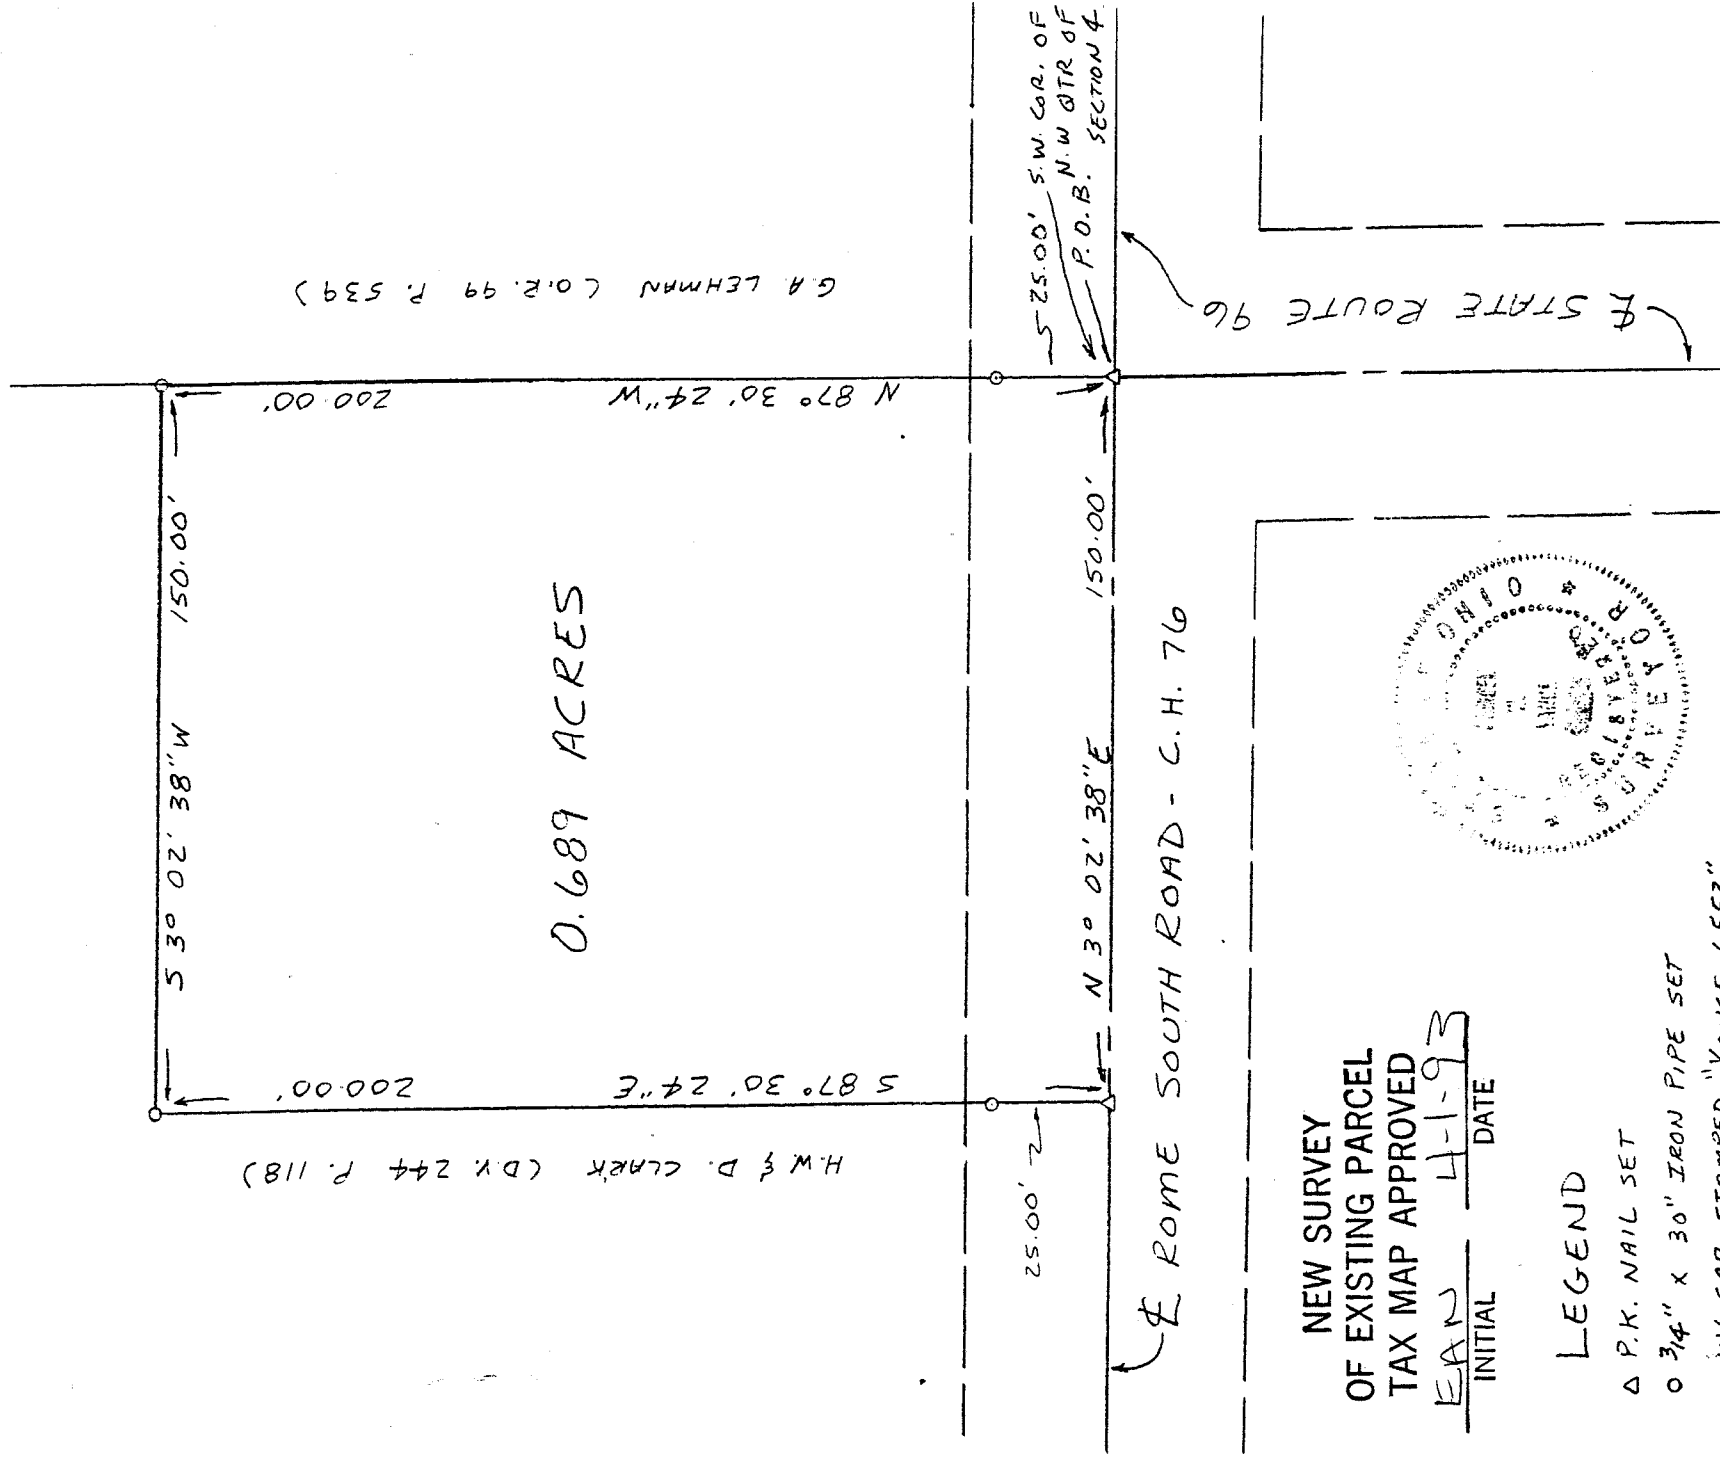 G.A. LEHMAN (O.R. 99 P. 539)
N 87° 30' 24" W 200.00'
25.00'
S.W. COR. OF
N.W QTR OF
SECTION 4
P.O.B.
℄ STATE ROUTE 96
S 3° 02' 38" W 150.00'
0.689 ACRES
N 3° 02' 38" E 150.00'
℄ ROME SOUTH ROAD - C.H. 76
S 87° 30' 24" E 200.00'
25.00'
H.W. & D. CLARK (D.V. 244 P. 118)
NEW SURVEY
OF EXISTING PARCEL
TAX MAP APPROVED
EAN 4-1-93
INITIAL DATE
OHIO
REGISTERED
SURVEYOR
LEGEND
△ P.K. NAIL SET
○ 3/4" X 30" IRON PIPE SET